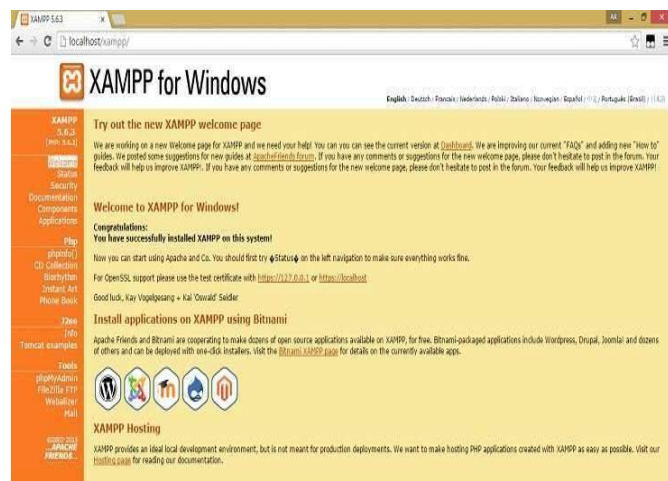 XAMPP 5.6.3
localhost/xampp/
XAMPP for Windows
English / Deutsch / Francais / Nederlands / Polski / Italiano / Norwegian / Español / 中文 / Português (Brasil) /
XAMPP
5.6.3
[PHP: 5.6.3]
Welcome
Status
Security
Documentation
Components
Applications
Php
phpinfo()
CD Collection
Biorhythm
Instant Art
Phone Book
J2ee
Info
Tomcat examples
Tools
phpMyAdmin
FileZilla FTP
Webalizer
Mail
...APACHE
FRIENDS...
Try out the new XAMPP welcome page
We are working on a new Welcome page for XAMPP and we need your help! You can you can see the current version at Dashboard. We are improving our current "FAQs" and adding new "How to"
guides. We posted some suggestions for new guides at ApacheFriends forum. If you have any comments or suggestions for the new welcome page, please don't hesitate to post in the forum. Your
feedback will help us improve XAMPP!. If you have any comments or suggestions for the new welcome page, please don't hesitate to post in the forum. Your feedback will help us improve XAMPP!
Welcome to XAMPP for Windows!
Congratulations:
You have successfully installed XAMPP on this system!
Now you can start using Apache and Co. You should first try �Status� on the left navigation to make sure everything works fine.
For OpenSSL support please use the test certificate with https://127.0.0.1 or https://localhost
Good luck, Kay Vogelgesang + Kai 'Oswald' Seidler
Install applications on XAMPP using Bitnami
Apache Friends and Bitnami are cooperating to make dozens of open source applications available on XAMPP, for free. Bitnami-packaged applications include Wordpress, Drupal, Joomla! and dozens
of others and can be deployed with one-click installers. Visit the Bitnami XAMPP page for details on the currently available apps.
XAMPP Hosting
XAMPP provides an ideal local development environment, but is not meant for production deployments. We want to make hosting PHP applications created with XAMPP as easy as possible. Visit our
Hosting page for reading our documentation.